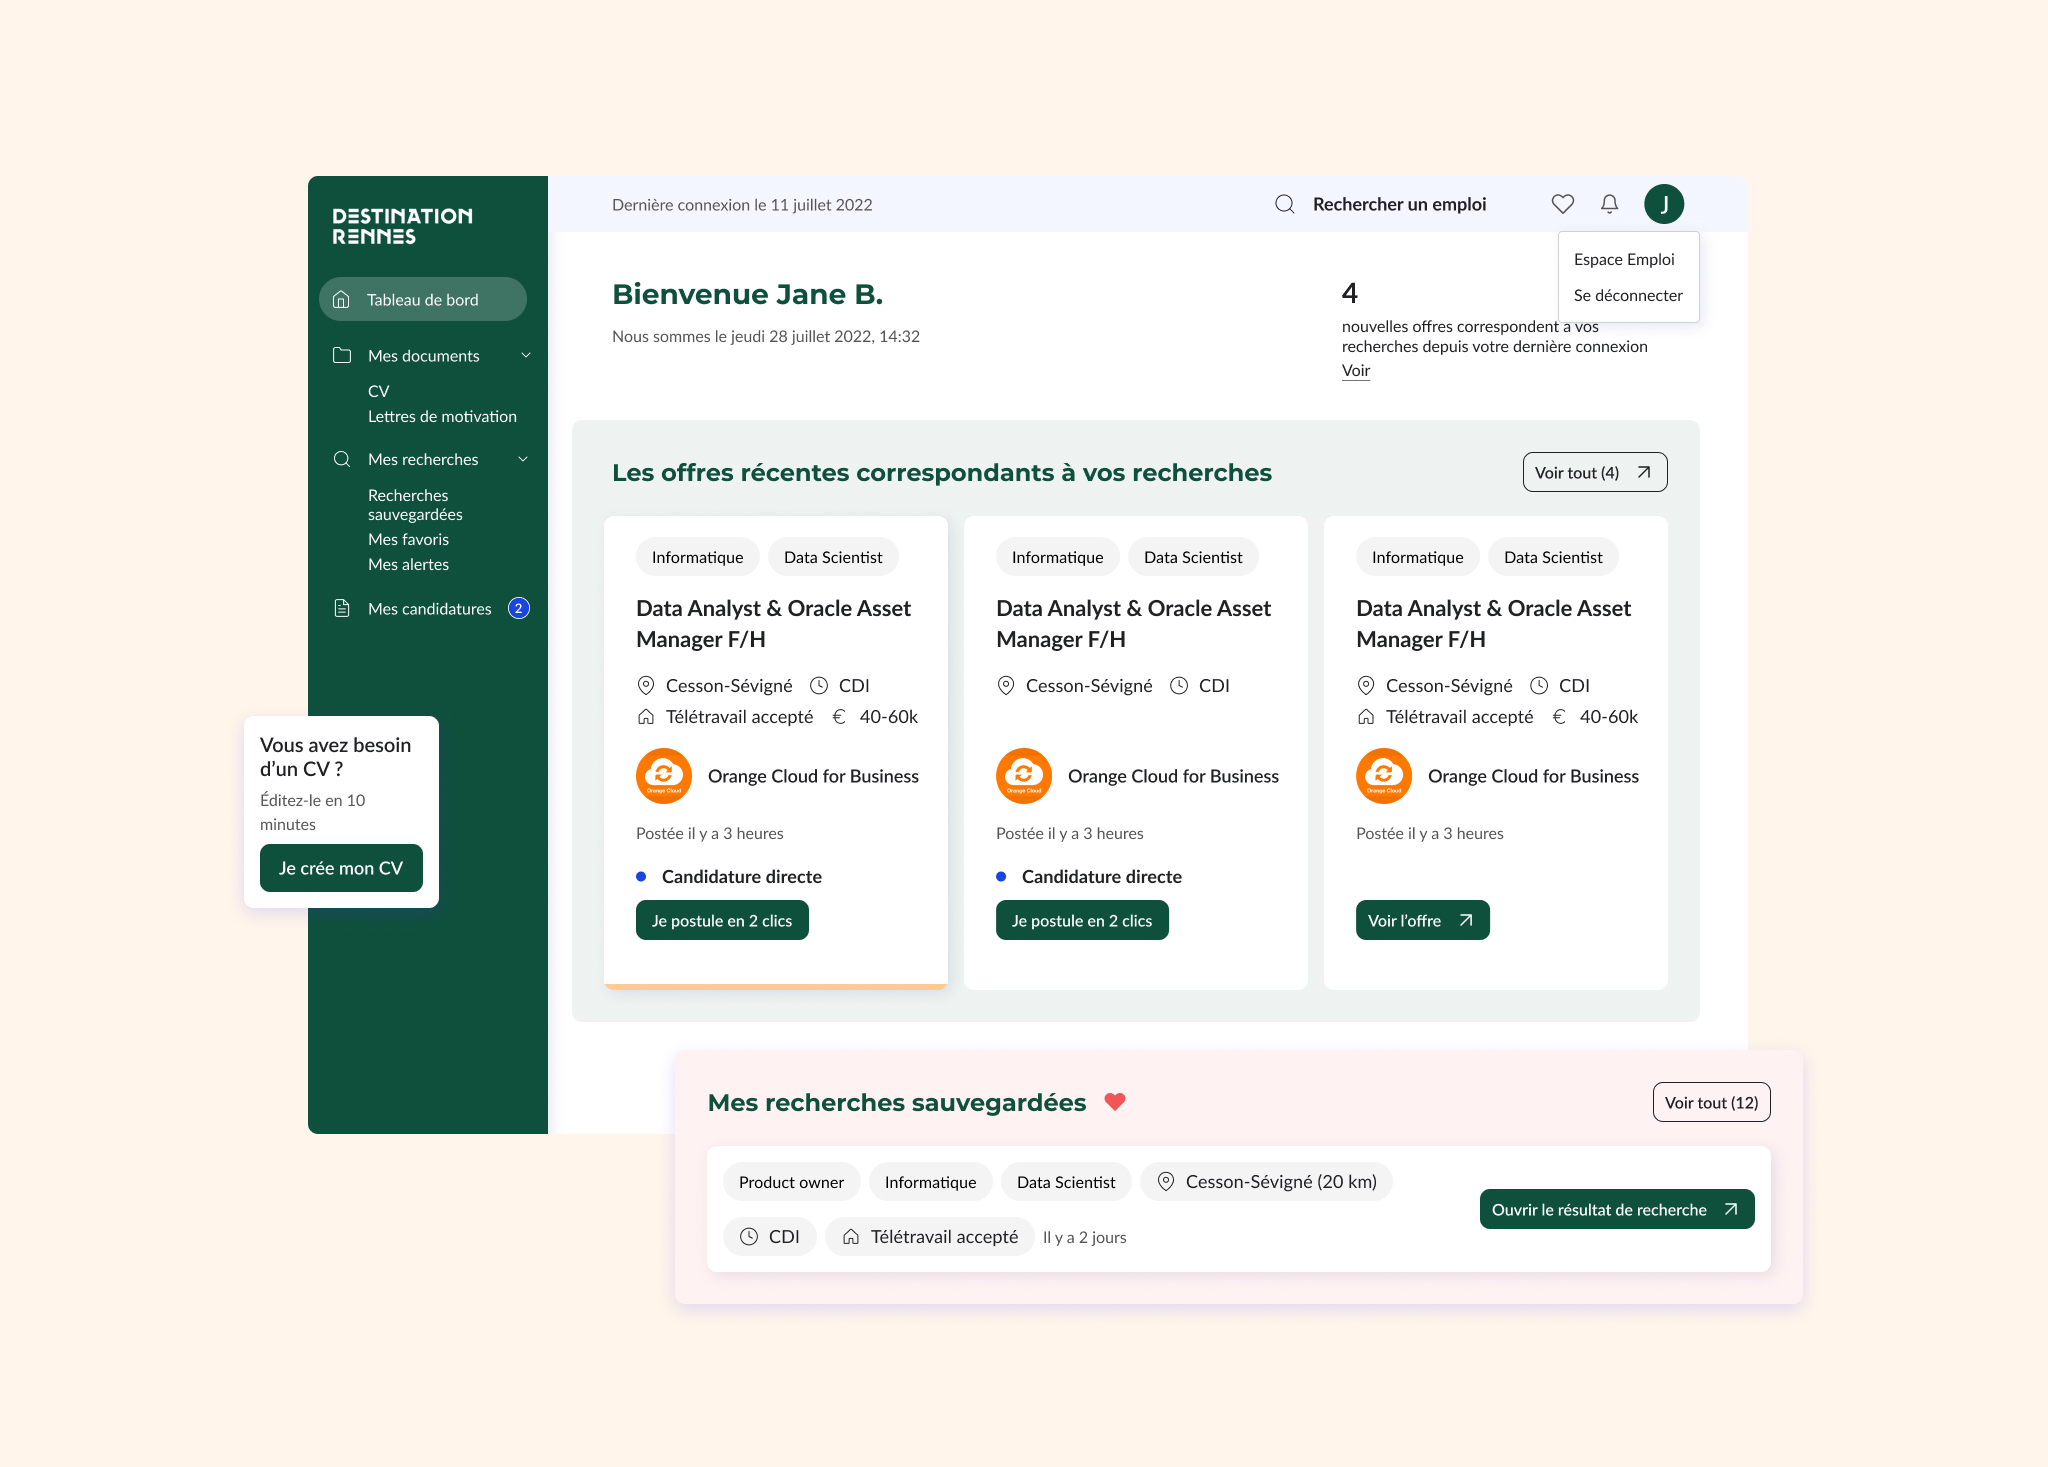 DESTINATION
RENNES
Tableau de bord
Mes documents
CV
Lettres de motivation
Mes recherches
Recherches
sauvegardées
Mes favoris
Mes alertes
Mes candidatures 2
Vous avez besoin
d’un CV ?
Éditez-le en 10
minutes
Je crée mon CV
Dernière connexion le 11 juillet 2022
Rechercher un emploi
J
Espace Emploi
Se déconnecter
Bienvenue Jane B.
Nous sommes le jeudi 28 juillet 2022, 14:32
4
nouvelles offres correspondent à vos
recherches depuis votre dernière connexion
Voir
Les offres récentes correspondants à vos recherches
Voir tout (4)
Informatique Data Scientist
Data Analyst & Oracle Asset
Manager F/H
Cesson-Sévigné CDI
Télétravail accepté € 40-60k
Orange Cloud
Orange Cloud for Business
Postée il y a 3 heures
Candidature directe
Je postule en 2 clics
Informatique Data Scientist
Data Analyst & Oracle Asset
Manager F/H
Cesson-Sévigné CDI
Orange Cloud
Orange Cloud for Business
Postée il y a 3 heures
Candidature directe
Je postule en 2 clics
Informatique Data Scientist
Data Analyst & Oracle Asset
Manager F/H
Cesson-Sévigné CDI
Télétravail accepté € 40-60k
Orange Cloud
Orange Cloud for Business
Postée il y a 3 heures
Voir l’offre
Mes recherches sauvegardées
Voir tout (12)
Product owner Informatique Data Scientist Cesson-Sévigné (20 km)
CDI Télétravail accepté Il y a 2 jours
Ouvrir le résultat de recherche